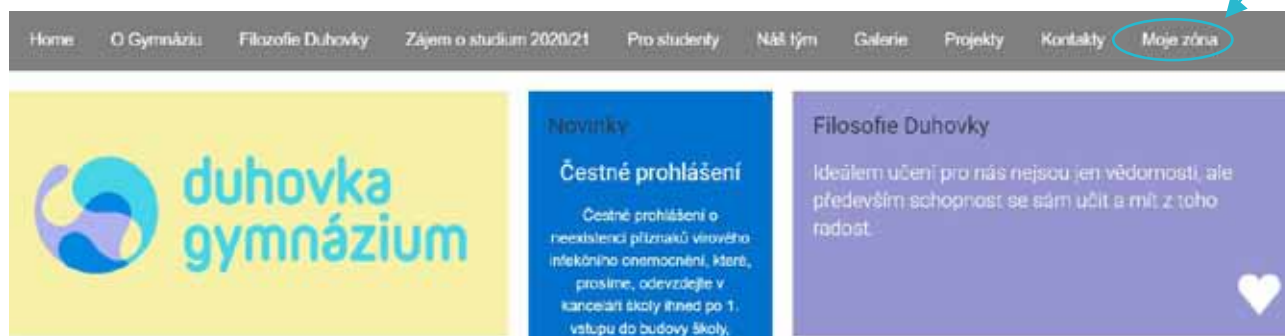 Home O Gymnáziu Filozofie Duhovky Zájem o studium 2020/21 Pro studenty Náš tým Galerie Projekty Kontakty Moje zóna
duhovka
gymnázium
Novinky
Čestné prohlášení
Čestné prohlášení o
neexistenci příznaků virového
infekčního onemocnění, které,
prosíme, odevzdejte v
kanceláři školy ihned po 1.
vstupu do budovy školy,
Filosofie Duhovky
Ideálem učení pro nás nejsou jen vědomosti, ale
především schopnost se sám učit a mít z toho
radost.